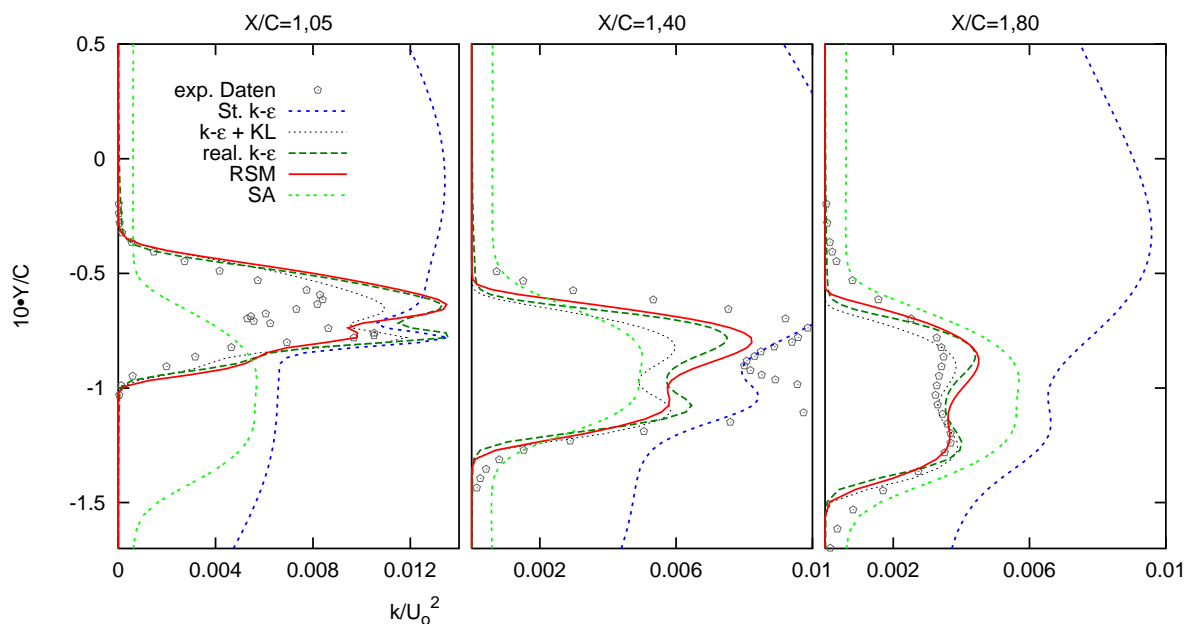 X/C=1,05 X/C=1,40 X/C=1,80
0.5
exp. Daten
St. k-ε
k-ε + KL
real. k-ε
RSM
SA
0
-0.5
-1
-1.5
10•Y/C
0 0.004 0.008 0.012 0.002 0.006 0.01 0.002 0.006 0.01
k/U₀²